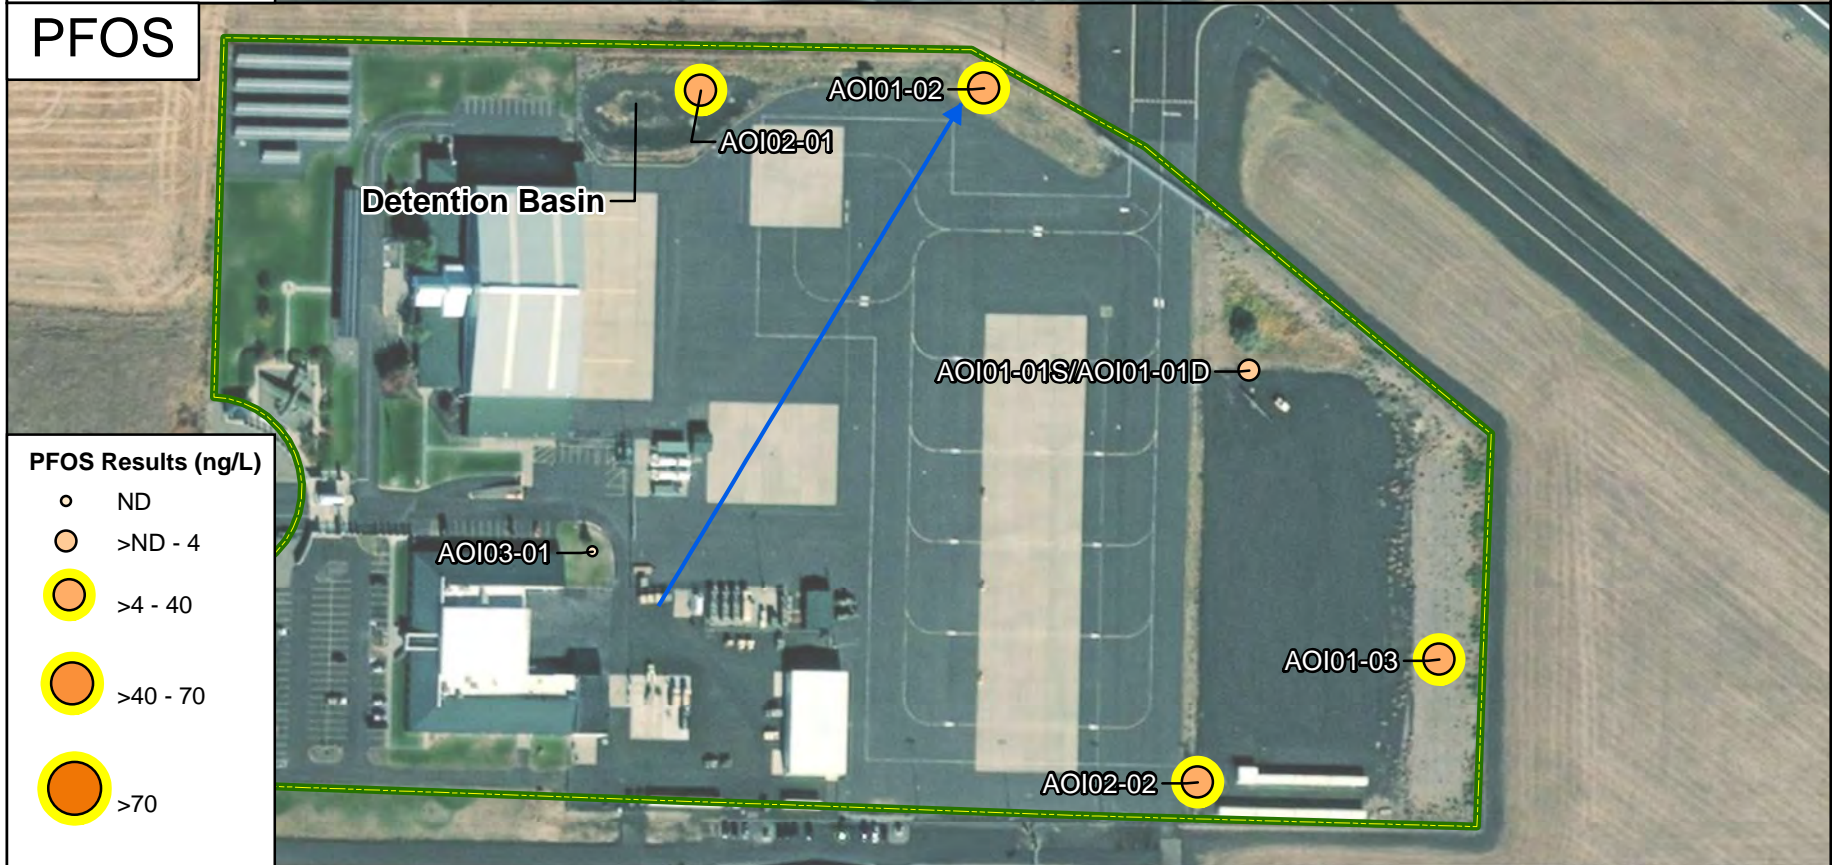 PFOS
AOI01-02
AOI02-01
Detention Basin
AOI01-01S/AOI01-01D
PFOS Results (ng/L)
ND
>ND - 4
>4 - 40
>40 - 70
>70
AOI03-01
AOI01-03
AOI02-02